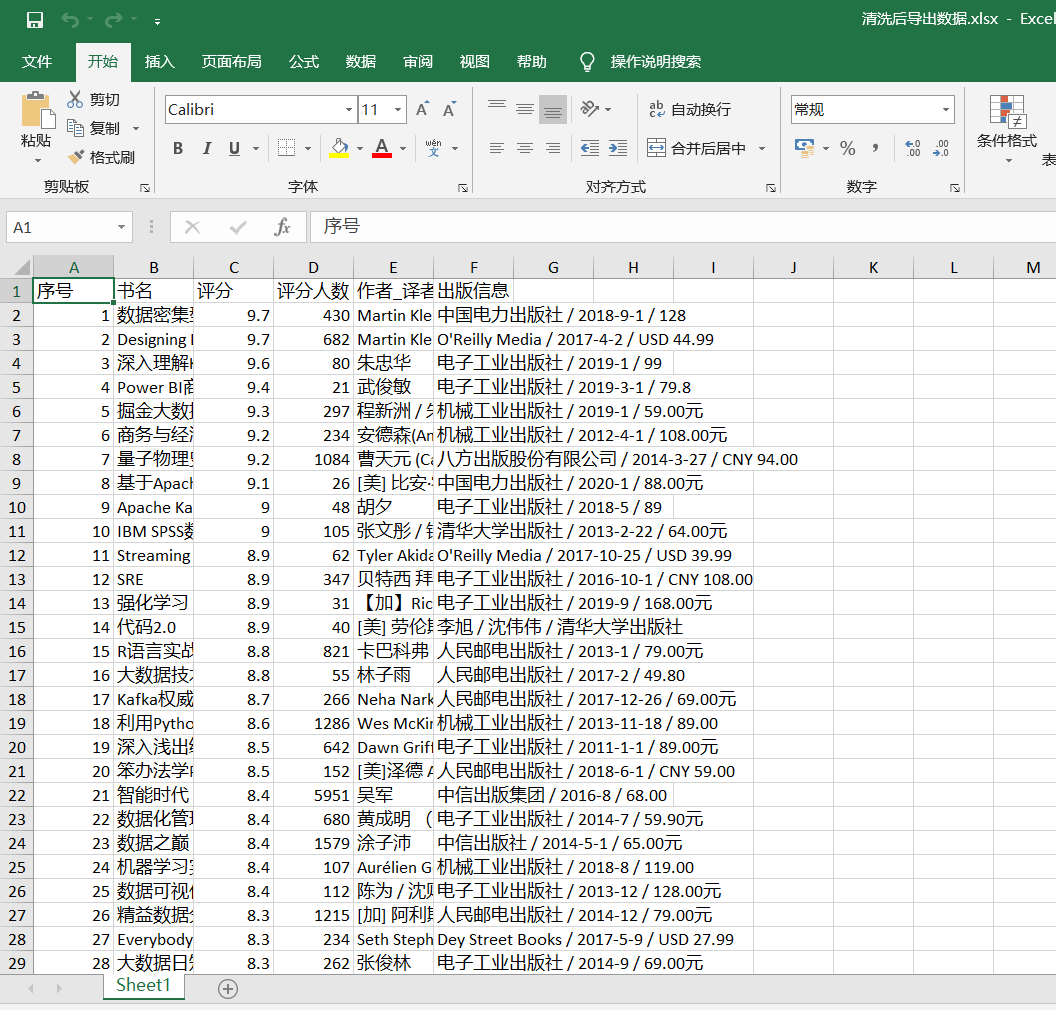 清洗后导出数据.xlsx - Excel
文件 开始 插入 页面布局 公式 数据 审阅 视图 帮助 操作说明搜索
剪切
复制
格式刷
粘贴
剪贴板
Calibri 11
B I U A wén 文
字体
ab 自动换行
合并后居中
对齐方式
常规
% , .00 .00
数字
条件格式
表
A1 fx 序号
A B C D E F G H I J K L M
1 序号 书名 评分 评分人数 作者_译者 出版信息
2 1 数据密集型 9.7 430 Martin Kle 中国电力出版社 / 2018-9-1 / 128
3 2 Designing 9.7 682 Martin Kle O'Reilly Media / 2017-4-2 / USD 44.99
4 3 深入理解 9.6 80 朱忠华 电子工业出版社 / 2019-1 / 99
5 4 Power BI商 9.4 21 武俊敏 电子工业出版社 / 2019-3-1 / 79.8
6 5 掘金大数据 9.3 297 程新洲 / 机械工业出版社 / 2019-1 / 59.00元
7 6 商务与经济 9.2 234 安德森(An 机械工业出版社 / 2012-4-1 / 108.00元
8 7 量子物理史 9.2 1084 曹天元 (Ca 八方出版股份有限公司 / 2014-3-27 / CNY 94.00
9 8 基于Apach 9.1 26 [美] 比安· 中国电力出版社 / 2020-1 / 88.00元
10 9 Apache Ka 9 48 胡夕 电子工业出版社 / 2018-5 / 89
11 10 IBM SPSS数 9 105 张文彤 / 清华大学出版社 / 2013-2-22 / 64.00元
12 11 Streaming 8.9 62 Tyler Akida O'Reilly Media / 2017-10-25 / USD 39.99
13 12 SRE 8.9 347 贝特西 拜 电子工业出版社 / 2016-10-1 / CNY 108.00
14 13 强化学习 8.9 31 【加】Ric 电子工业出版社 / 2019-9 / 168.00元
15 14 代码2.0 8.9 40 [美] 劳伦斯 李旭 / 沈伟伟 / 清华大学出版社
16 15 R语言实战 8.8 821 卡巴科弗 人民邮电出版社 / 2013-1 / 79.00元
17 16 大数据技术 8.8 55 林子雨 人民邮电出版社 / 2017-2 / 49.80
18 17 Kafka权威 8.7 266 Neha Nark 人民邮电出版社 / 2017-12-26 / 69.00元
19 18 利用Pytho 8.6 1286 Wes McKin 机械工业出版社 / 2013-11-18 / 89.00
20 19 深入浅出统 8.5 642 Dawn Griff 电子工业出版社 / 2011-1-1 / 89.00元
21 20 笨办法学 8.5 152 [美]泽德 A 人民邮电出版社 / 2018-6-1 / CNY 59.00
22 21 智能时代 8.4 5951 吴军 中信出版集团 / 2016-8 / 68.00
23 22 数据化管理 8.4 680 黄成明 （ 电子工业出版社 / 2014-7 / 59.90元
24 23 数据之巅 8.4 1579 涂子沛 中信出版社 / 2014-5-1 / 65.00元
25 24 机器学习实 8.4 107 Aurélien G 机械工业出版社 / 2018-8 / 119.00
26 25 数据可视化 8.4 112 陈为 / 沈则 电子工业出版社 / 2013-12 / 128.00元
27 26 精益数据分 8.3 1215 [加] 阿利斯 人民邮电出版社 / 2014-12 / 79.00元
28 27 Everybody 8.3 234 Seth Steph Dey Street Books / 2017-5-9 / USD 27.99
29 28 大数据日知 8.3 262 张俊林 电子工业出版社 / 2014-9 / 69.00元
Sheet1